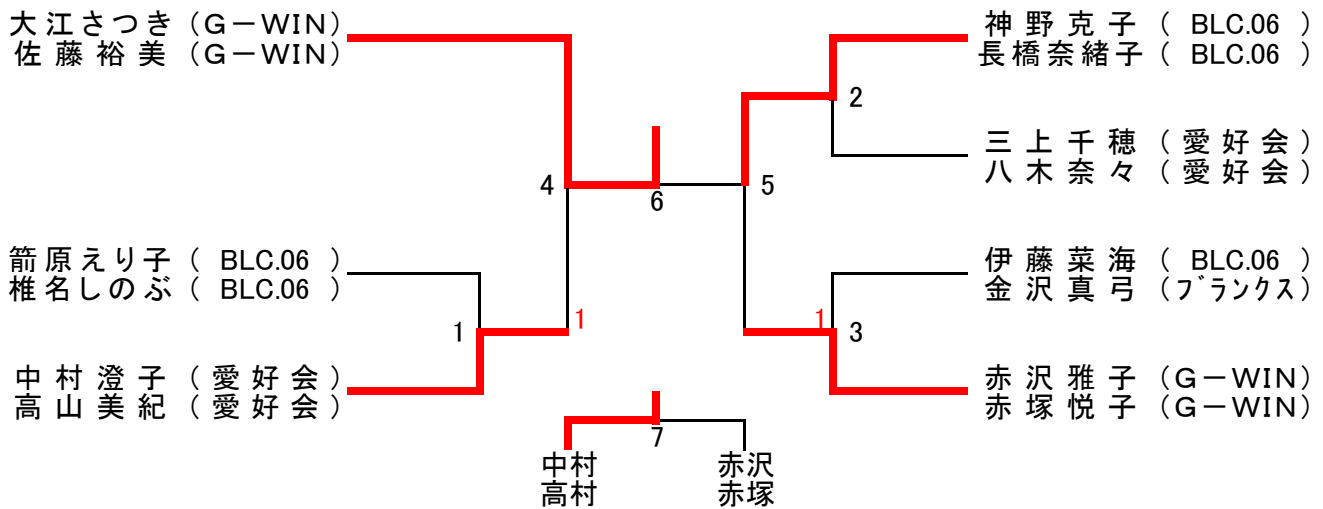 大江さつき（G－WIN）
佐藤裕美（G－WIN）
神野克子（ BLC.06 ）
長橋奈緒子（ BLC.06 ）
2
三上千穂（愛好会）
八木奈々（愛好会）
4
6
5
箭原えり子（ BLC.06 ）
椎名しのぶ（ BLC.06 ）
伊藤菜海（ BLC.06 ）
金沢真弓（ﾌﾞランクス）
1
1
1
3
中村澄子（愛好会）
高山美紀（愛好会）
赤沢雅子（G－WIN）
赤塚悦子（G－WIN）
7
中村
高村
赤沢
赤塚